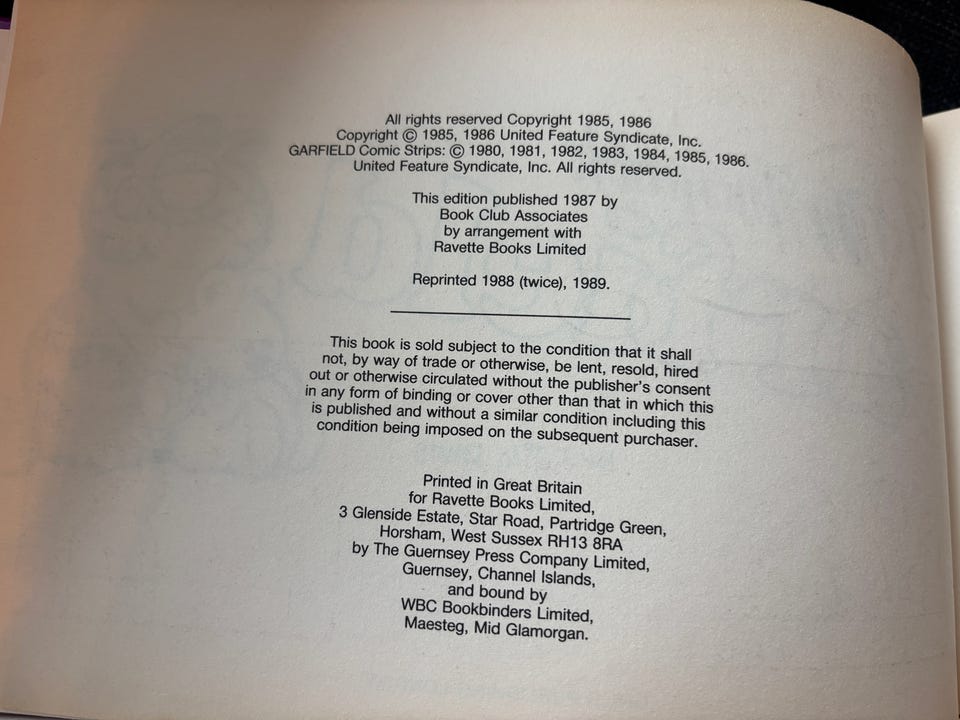 All rights reserved Copyright 1985, 1986
Copyright © 1985, 1986 United Feature Syndicate, Inc.
GARFIELD Comic Strips: © 1980, 1981, 1982, 1983, 1984, 1985, 1986.
United Feature Syndicate, Inc. All rights reserved.
This edition published 1987 by
Book Club Associates
by arrangement with
Ravette Books Limited
Reprinted 1988 (twice), 1989.
This book is sold subject to the condition that it shall
not, by way of trade or otherwise, be lent, resold, hired
out or otherwise circulated without the publisher's consent
in any form of binding or cover other than that in which this
is published and without a similar condition including this
condition being imposed on the subsequent purchaser.
Printed in Great Britain
for Ravette Books Limited,
3 Glenside Estate, Star Road, Partridge Green,
Horsham, West Sussex RH13 8RA
by The Guernsey Press Company Limited,
Guernsey, Channel Islands,
and bound by
WBC Bookbinders Limited,
Maesteg, Mid Glamorgan.